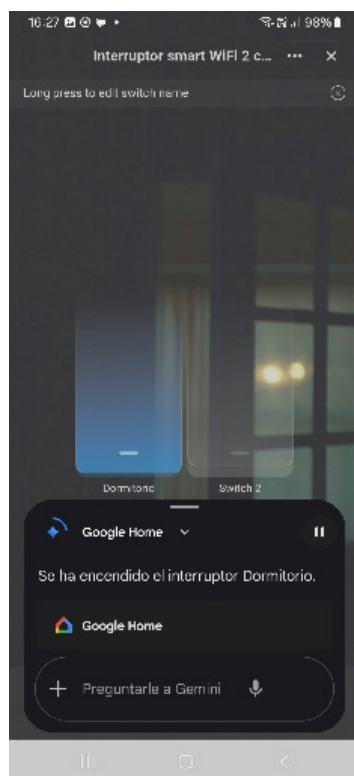 16:27
98%
Interruptor smart WiFi 2 c...
Long press to edit switch name
Dormitorio
Switch 2
Google Home
Se ha encendido el interruptor Dormitorio.
Google Home
Preguntarle a Gemini